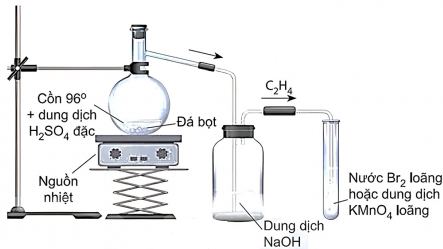 Cồn 96⁰
+ dung dịch
H₂SO₄ đặc
Đá bọt
Nguồn
nhiệt
C₂H₄
Dung dịch
NaOH
Nước Br₂ loãng
hoặc dung dịch
KMnO₄ loãng